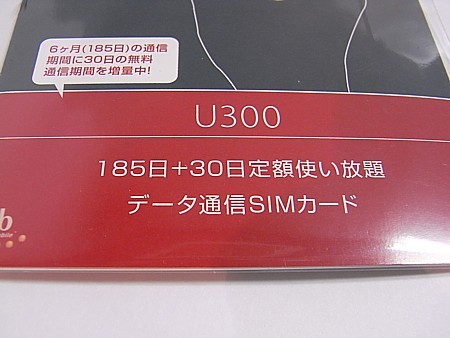 6ヶ月(185日)の通信
期間に30日の無料
通信期間を増量中!
U300
185日+30日定額使い放題
データ通信SIMカード
b
mobile